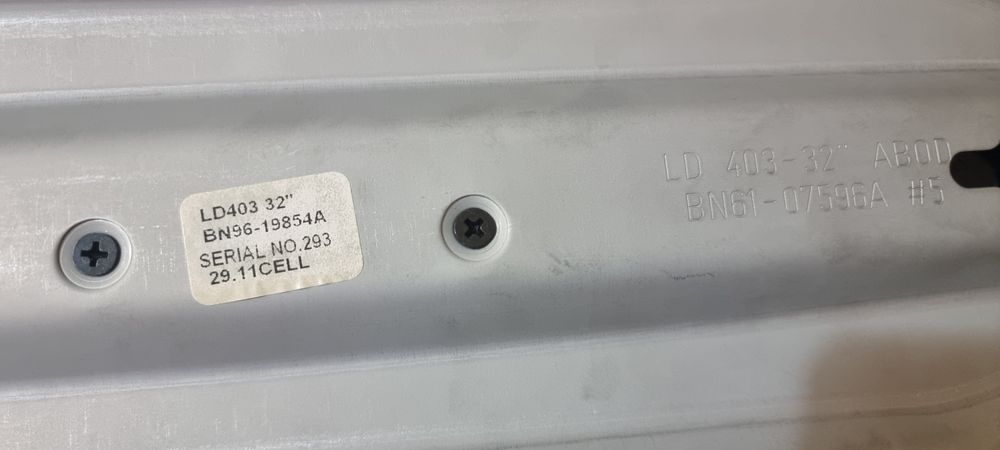 LD403 32"
BN96-19854A
SERIAL NO.293
29.11CELL
LD 403-32" ABOD
BN61-07596A #5